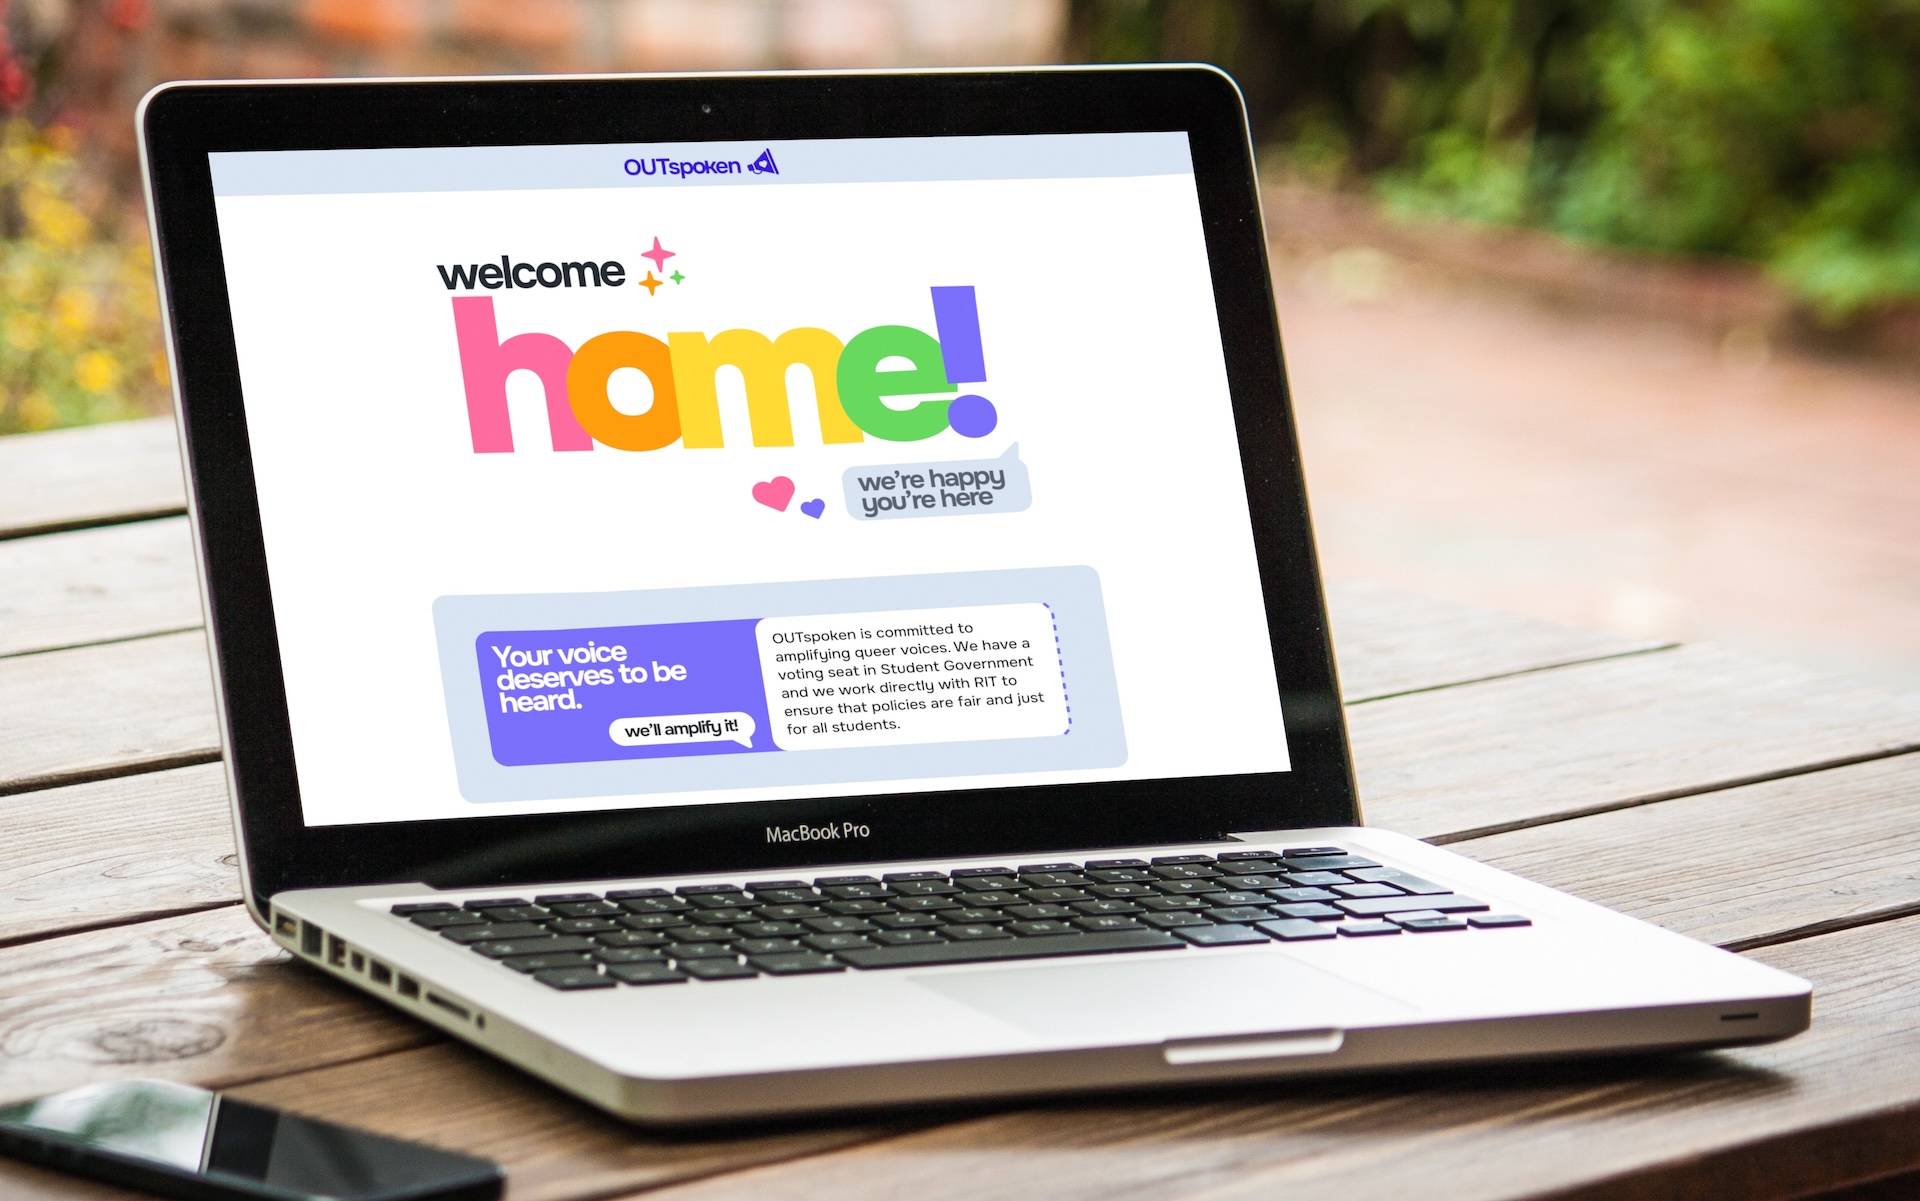 OUTspoken
welcome
home!
we're happy
you're here
Your voice
deserves to be
heard.
we'll amplify it!
OUTspoken is committed to
amplifying queer voices. We have a
voting seat in Student Government
and we work directly with RIT to
ensure that policies are fair and just
for all students.
MacBook Pro